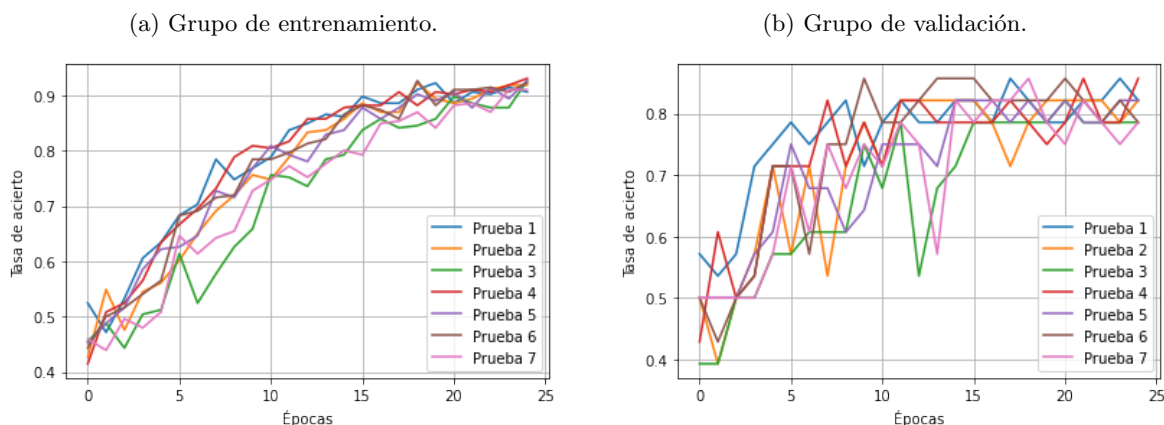 (a) Grupo de entrenamiento.
Tasa de acierto
0.9
0.8
0.7
0.6
0.5
0.4
0
5
10
15
20
25
Épocas
Prueba 1
Prueba 2
Prueba 3
Prueba 4
Prueba 5
Prueba 6
Prueba 7
(b) Grupo de validación.
Tasa de acierto
0.8
0.7
0.6
0.5
0.4
0
5
10
15
20
25
Épocas
Prueba 1
Prueba 2
Prueba 3
Prueba 4
Prueba 5
Prueba 6
Prueba 7